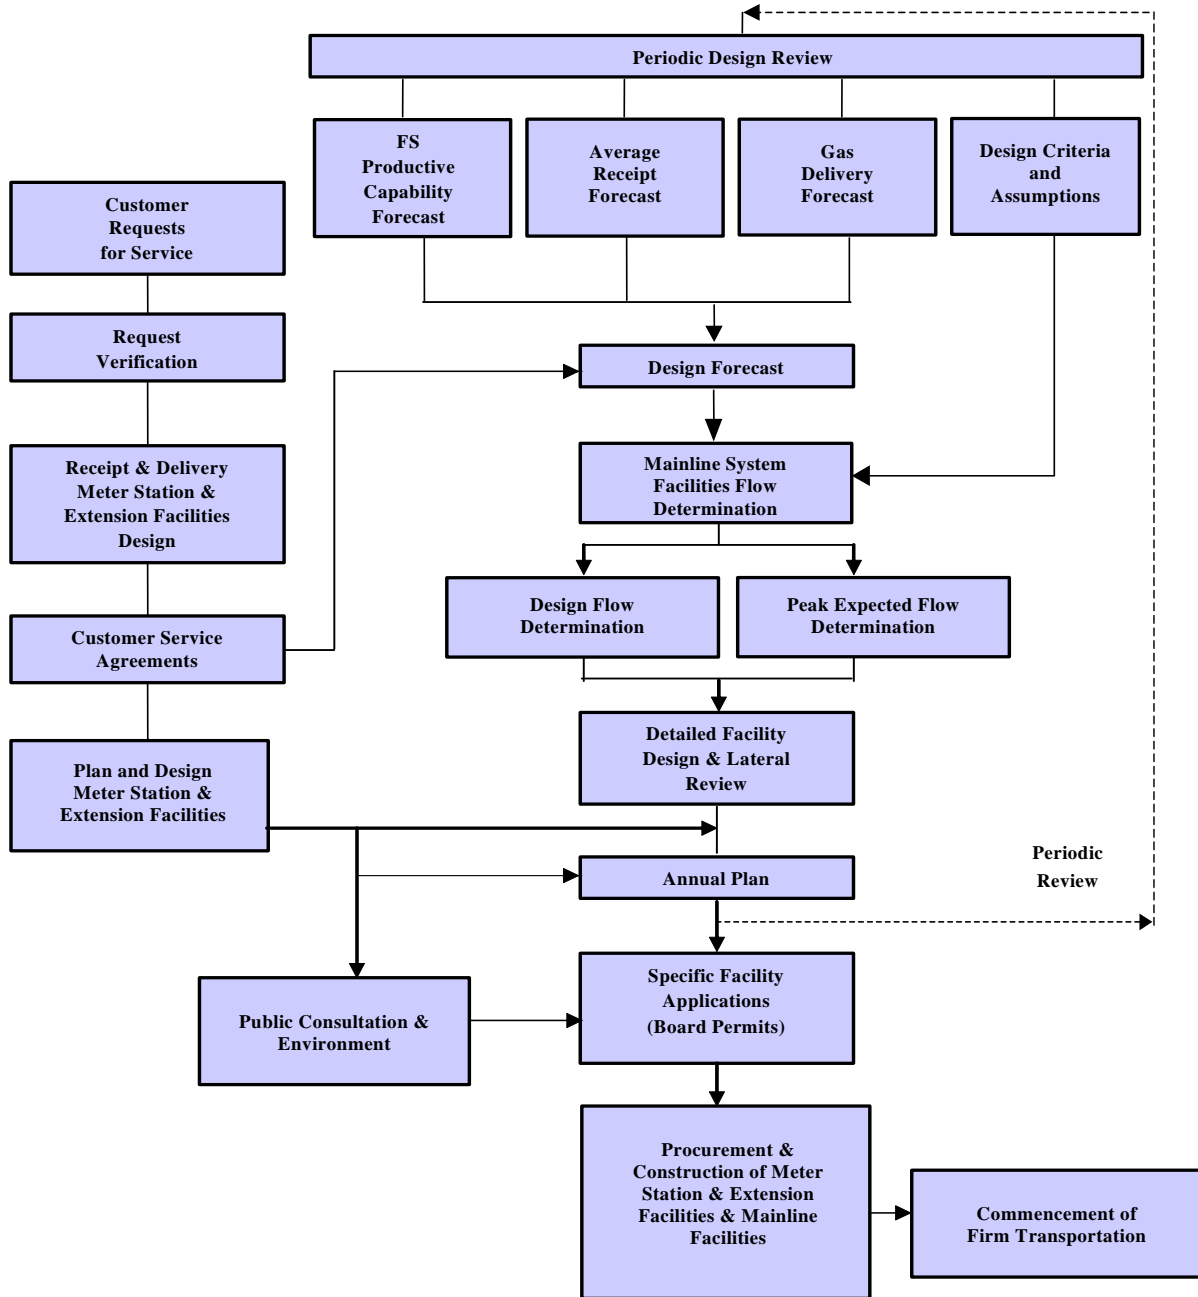 Periodic Design Review
FS
Productive
Capability
Forecast
Average
Receipt
Forecast
Gas
Delivery
Forecast
Design Criteria
and
Assumptions
Customer
Requests
for Service
Request
Verification
Design Forecast
Receipt & Delivery
Meter Station &
Extension Facilities
Design
Mainline System
Facilities Flow
Determination
Design Flow
Determination
Peak Expected Flow
Determination
Customer Service
Agreements
Detailed Facility
Design & Lateral
Review
Plan and Design
Meter Station &
Extension Facilities
Annual Plan
Periodic
Review
Specific Facility
Applications
(Board Permits)
Public Consultation &
Environment
Procurement &
Construction of Meter
Station & Extension
Facilities & Mainline
Facilities
Commencement of
Firm Transportation